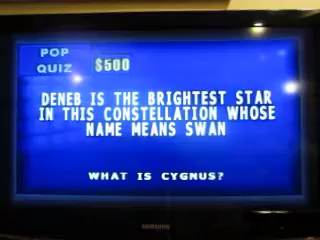 POP
QUIZ $500
DENEB IS THE BRIGHTEST STAR
IN THIS CONSTELLATION WHOSE
NAME MEANS SWAN
WHAT IS CYGNUS?
SAMSUNG